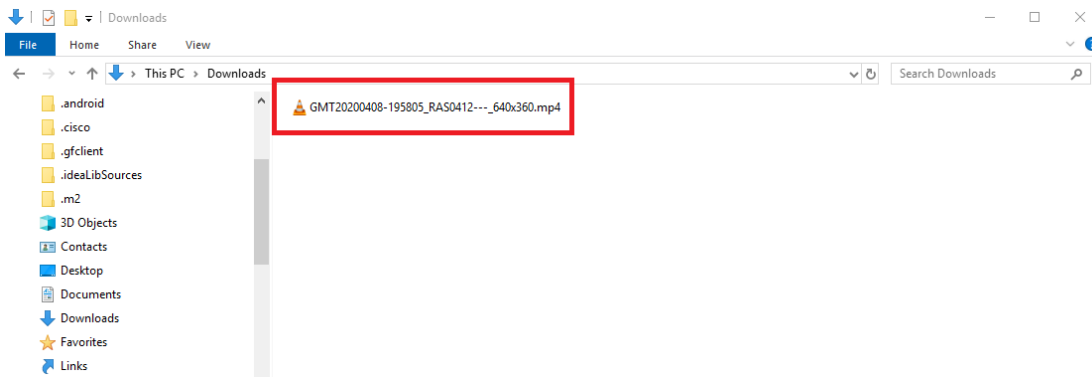 Downloads
File Home Share View
This PC > Downloads
Search Downloads
GMT20200408-195805_RAS0412---_640x360.mp4
.android
.cisco
.gfclient
.ideaLibSources
.m2
3D Objects
Contacts
Desktop
Documents
Downloads
Favorites
Links